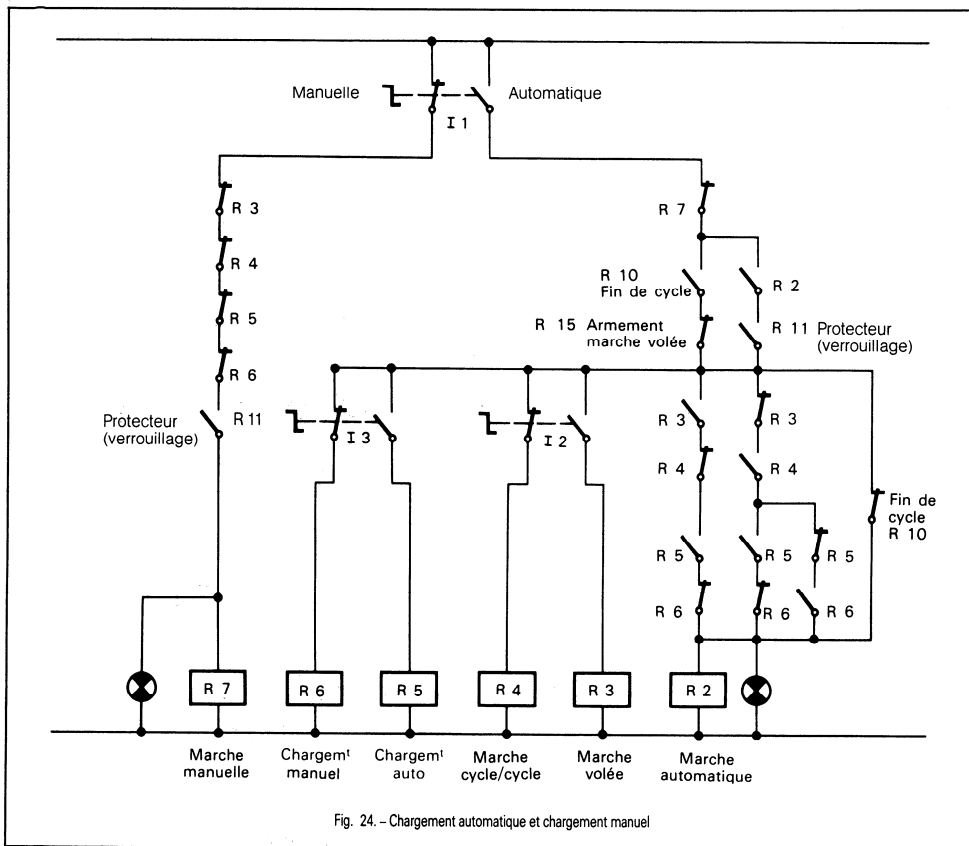 Manuelle
Automatique
I 1
R 3
R 4
R 5
R 6
R 11
Protecteur
(verrouillage)
R 7
R 10
Fin de cycle
R 2
R 15 Armement
marche volée
R 11 Protecteur
(verrouillage)
I 3
I 2
R 3
R 3
R 4
R 4
Fin de
cycle
R 10
R 5
R 5
R 5
R 6
R 6
R 6
R 7
R 6
R 5
R 4
R 3
R 2
Marche
manuelle
Chargemt
manuel
Chargemt
auto
Marche
cycle/cycle
Marche
volée
Marche
automatique
Fig. 24. – Chargement automatique et chargement manuel